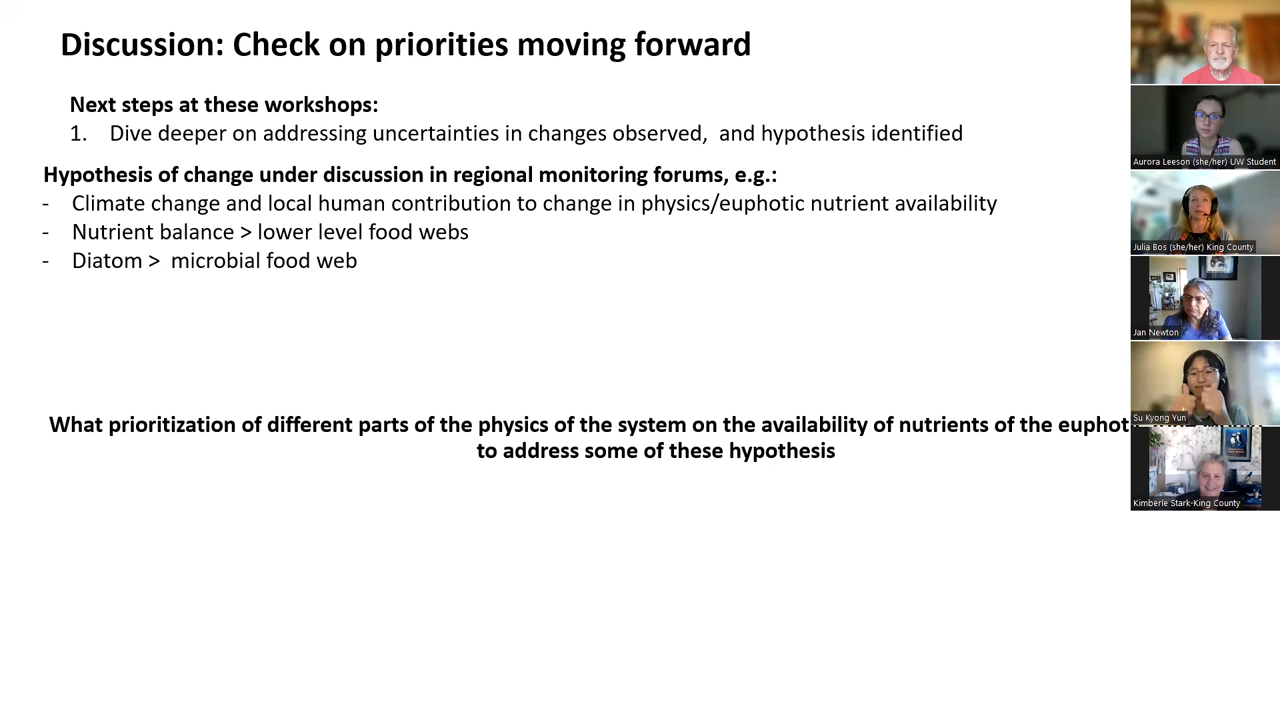 Discussion: Check on priorities moving forward
Next steps at these workshops:
1. Dive deeper on addressing uncertainties in changes observed, and hypothesis identified
Hypothesis of change under discussion in regional monitoring forums, e.g.:
- Climate change and local human contribution to change in physics/euphotic nutrient availability
- Nutrient balance > lower level food webs
- Diatom > microbial food web
What prioritization of different parts of the physics of the system on the availability of nutrients of the euphot
to address some of these hypothesis
Aurora Leeson (she/her) UW Student
Julia Bos (she/her) King County
Jan Newton
Su Kyong Yun
Kimberle Stark-King County